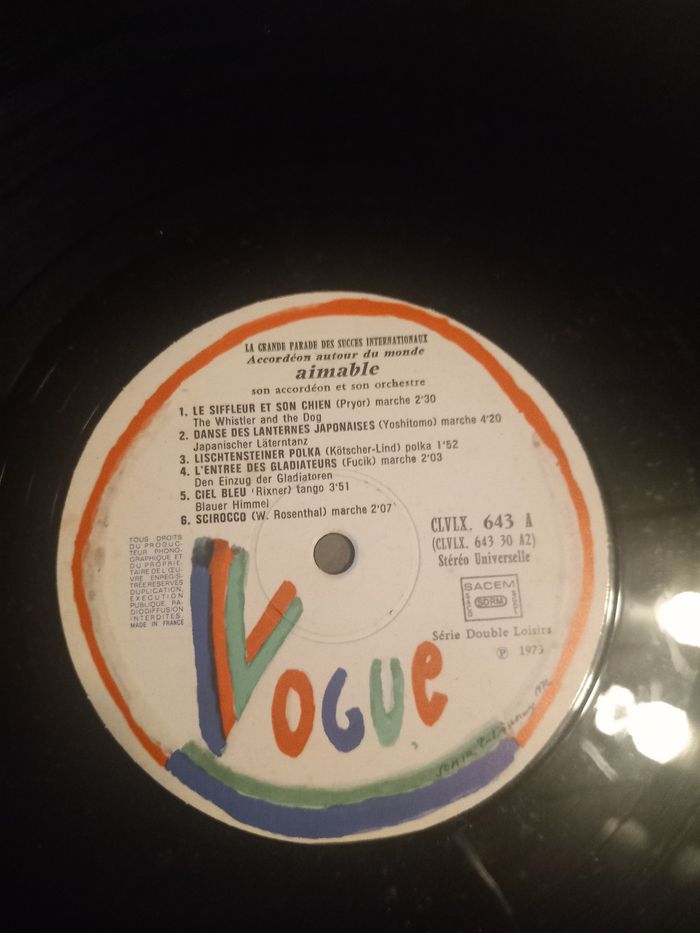 LA GRANDE PARADE DES SUCCES INTERNATIONAUX
Accordéon autour du monde
aimable
son accordéon et son orchestre
1. LE SIFFLEUR ET SON CHIEN (Pryor) marche 2'30
The Whistler and the Dog
2. DANSE DES LANTERNES JAPONAISES (Yoshitomo) marche 4'20
Japanischer Läterntanz
3. LISCHTENSTEINER POLKA (Kötscher-Lind) polka 1'52
4. L'ENTREE DES GLADIATEURS (Fucik) marche 2'03
Den Einzug der Gladiatoren
5. CIEL BLEU (Rixner) tango 3'51
Blauer Himmel
6. SCIROCCO (W. Rosenthal) marche 2'07
CLVLX. 643 A
(CLVLX. 643 30 A2)
Stéréo Universelle
TOUS DROITS
DU PRODUC-
TEUR PHONO-
GRAPHIQUE ET
DU PROPRIE-
TAIRE DE L'ŒU-
VRE ENREGIS-
TRÉE RESERVES
DUPLICATION,
EXECUTION
PUBLIQUE, RA-
DIODIFFUSION
INTERDITES.
MADE IN FRANCE
SACEM
SACD
SDRM
SGDL
Série Double Loisirs
℗ 1973
VOGUE